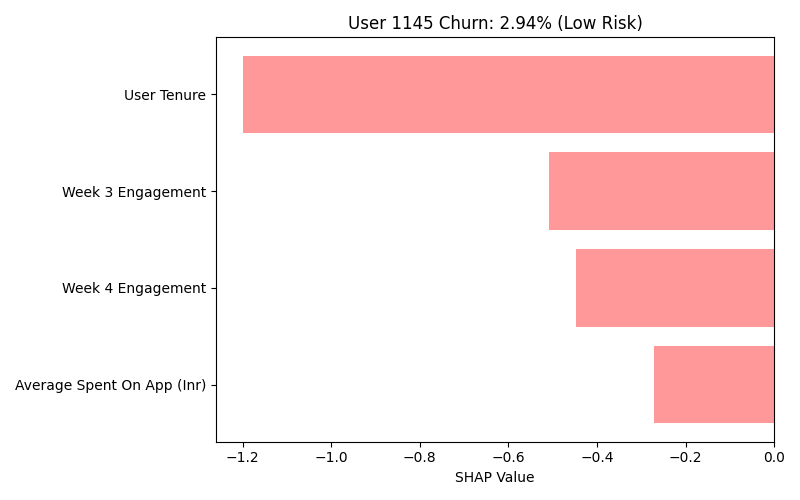 User 1145 Churn: 2.94% (Low Risk)
User Tenure
Week 3 Engagement
Week 4 Engagement
Average Spent On App (Inr)
−1.2 −1.0 −0.8 −0.6 −0.4 −0.2 0.0
SHAP Value